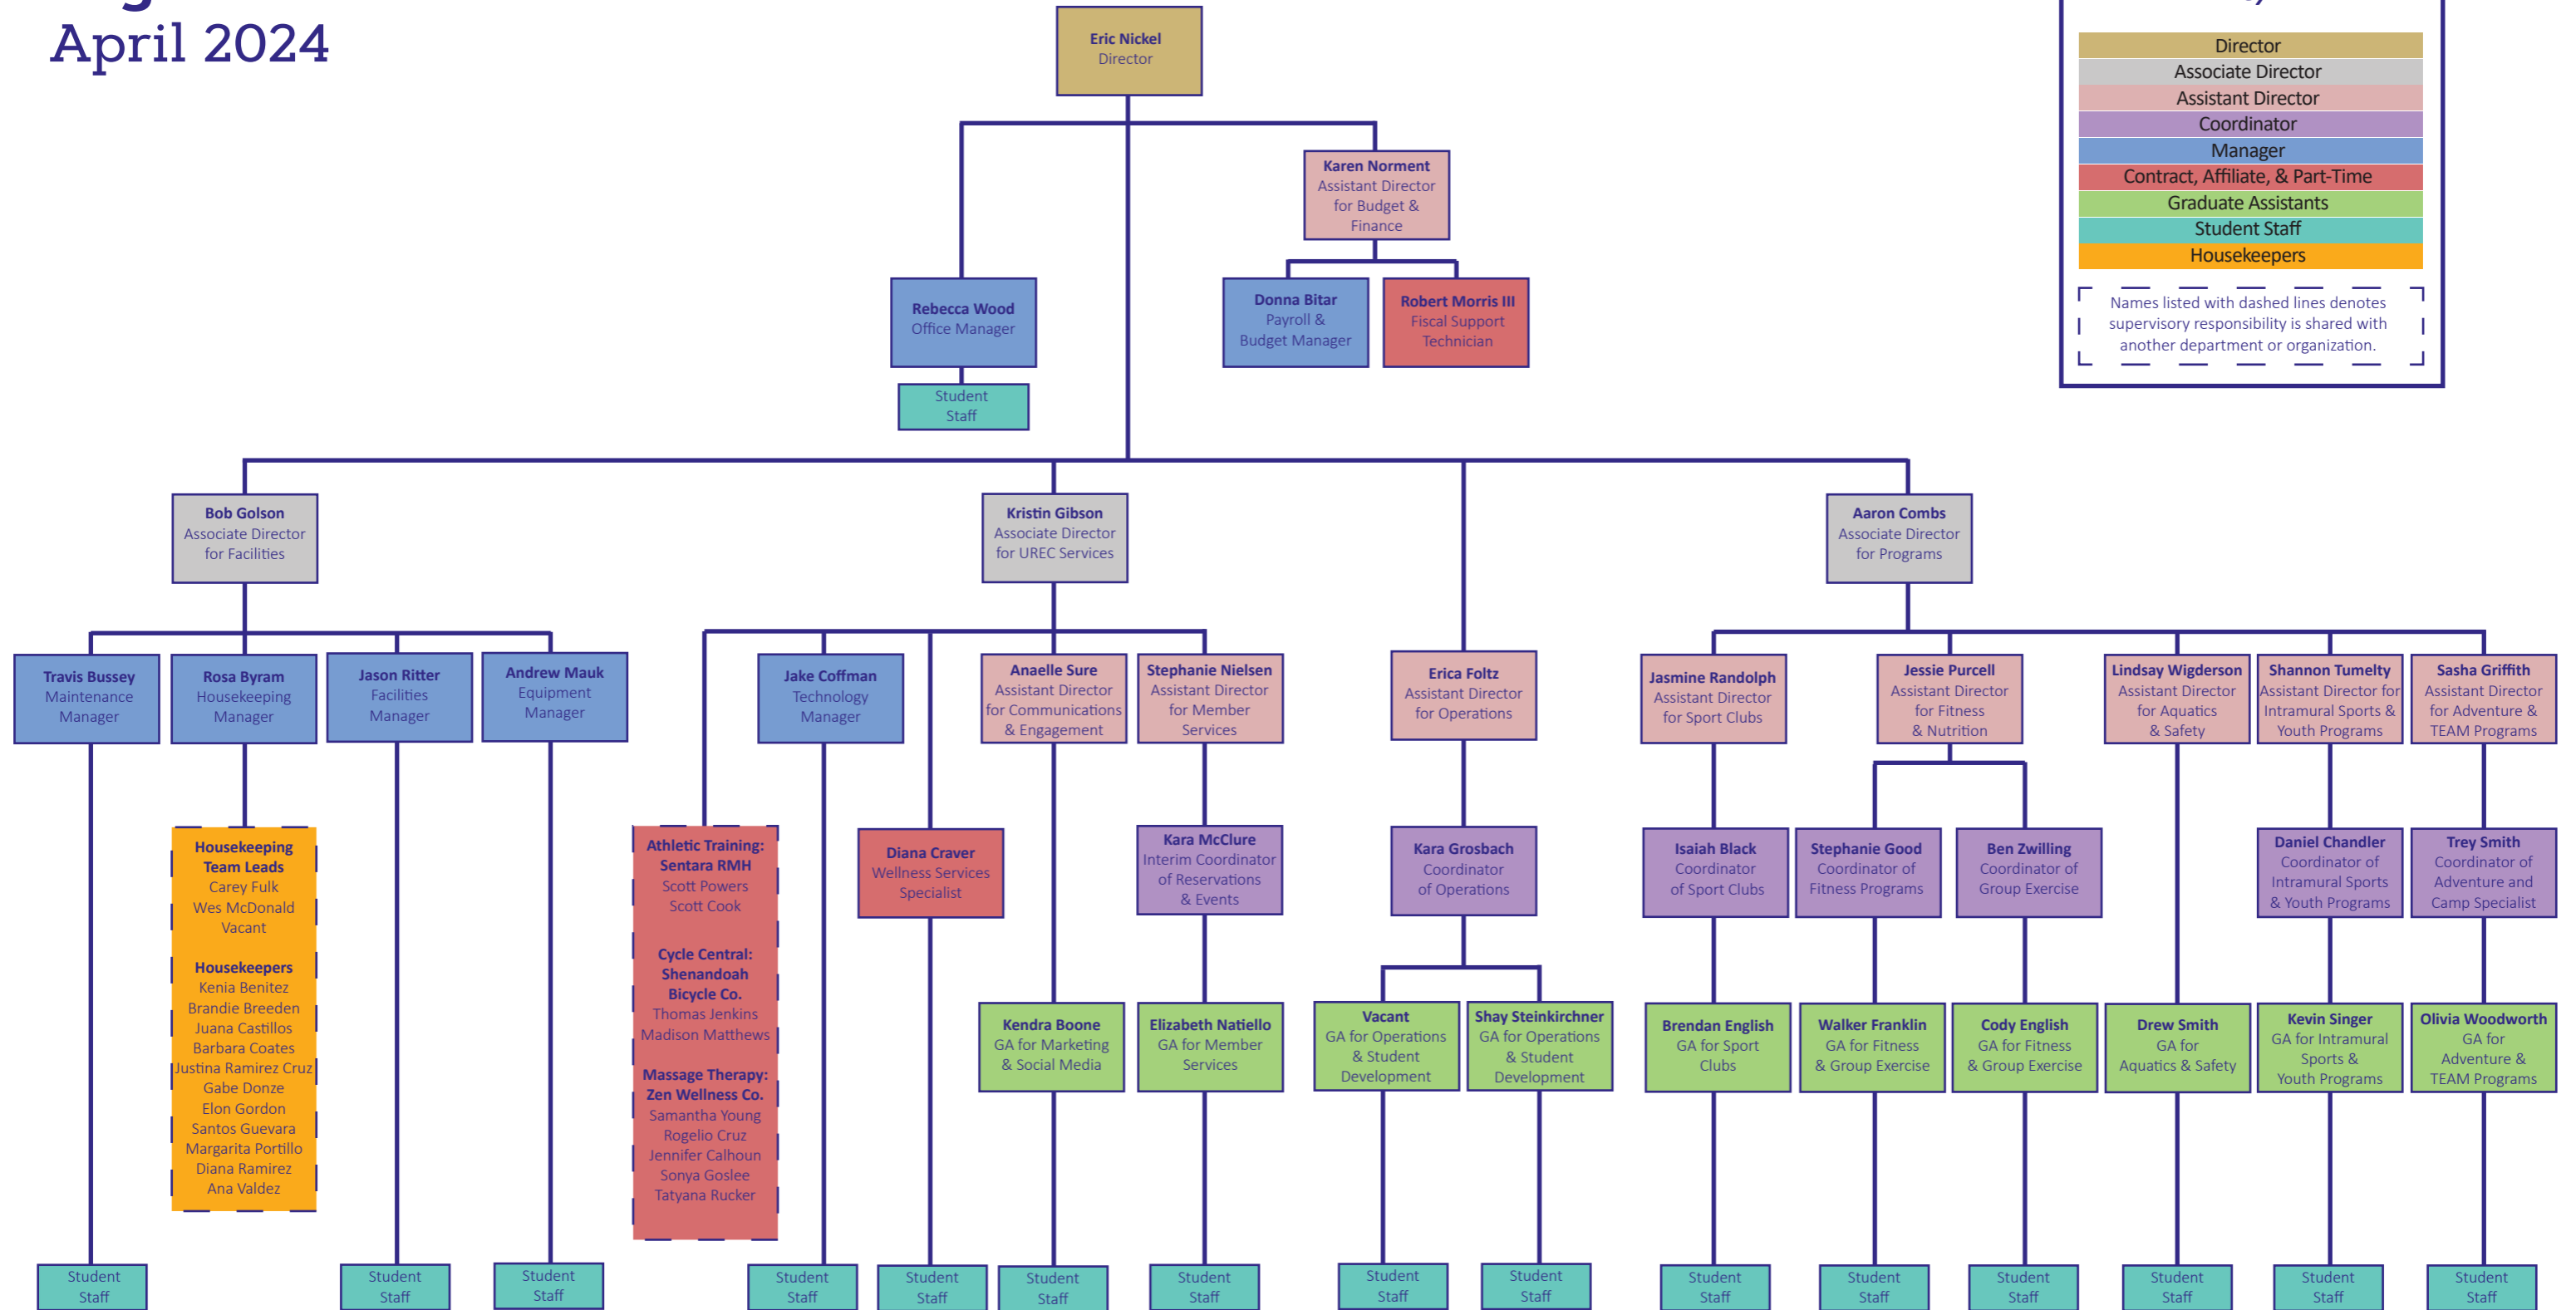 April 2024
Eric Nickel
Director
Director
Associate Director
Assistant Director
Coordinator
Manager
Contract, Affiliate, & Part-Time
Graduate Assistants
Student Staff
Housekeepers
Names listed with dashed lines denotes
supervisory responsibility is shared with
another department or organization.
Karen Norment
Assistant Director
for Budget &
Finance
Rebecca Wood
Office Manager
Donna Bitar
Payroll &
Budget Manager
Robert Morris III
Fiscal Support
Technician
Student
Staff
Bob Golson
Associate Director
for Facilities
Kristin Gibson
Associate Director
for UREC Services
Aaron Combs
Associate Director
for Programs
Travis Bussey
Maintenance
Manager
Rosa Byram
Housekeeping
Manager
Jason Ritter
Facilities
Manager
Andrew Mauk
Equipment
Manager
Jake Coffman
Technology
Manager
Anaelle Sure
Assistant Director
for Communications
& Engagement
Stephanie Nielsen
Assistant Director
for Member
Services
Erica Foltz
Assistant Director
for Operations
Jasmine Randolph
Assistant Director
for Sport Clubs
Jessie Purcell
Assistant Director
for Fitness
& Nutrition
Lindsay Wigderson
Assistant Director
for Aquatics
& Safety
Shannon Tumelty
Assistant Director for
Intramural Sports &
Youth Programs
Sasha Griffith
Assistant Director
for Adventure &
TEAM Programs
Housekeeping
Team Leads
Carey Fulk
Wes McDonald
Vacant
Housekeepers
Kenia Benitez
Brandie Breeden
Juana Castillos
Barbara Coates
Justina Ramirez Cruz
Gabe Donze
Elon Gordon
Santos Guevara
Margarita Portillo
Diana Ramirez
Ana Valdez
Athletic Training:
Sentara RMH
Scott Powers
Scott Cook
Cycle Central:
Shenandoah
Bicycle Co.
Thomas Jenkins
Madison Matthews
Massage Therapy:
Zen Wellness Co.
Samantha Young
Rogelio Cruz
Jennifer Calhoun
Sonya Goslee
Tatyana Rucker
Diana Craver
Wellness Services
Specialist
Kara McClure
Interim Coordinator
of Reservations
& Events
Kara Grosbach
Coordinator
of Operations
Isaiah Black
Coordinator
of Sport Clubs
Stephanie Good
Coordinator of
Fitness Programs
Ben Zwilling
Coordinator of
Group Exercise
Daniel Chandler
Coordinator of
Intramural Sports
& Youth Programs
Trey Smith
Coordinator of
Adventure and
Camp Specialist
Kendra Boone
GA for Marketing
& Social Media
Elizabeth Natiello
GA for Member
Services
Vacant
GA for Operations
& Student
Development
Shay Steinkirchner
GA for Operations
& Student
Development
Brendan English
GA for Sport
Clubs
Walker Franklin
GA for Fitness
& Group Exercise
Cody English
GA for Fitness
& Group Exercise
Drew Smith
GA for
Aquatics & Safety
Kevin Singer
GA for Intramural
Sports &
Youth Programs
Olivia Woodworth
GA for
Adventure &
TEAM Programs
Student
Staff
Student
Staff
Student
Staff
Student
Staff
Student
Staff
Student
Staff
Student
Staff
Student
Staff
Student
Staff
Student
Staff
Student
Staff
Student
Staff
Student
Staff
Student
Staff
Student
Staff